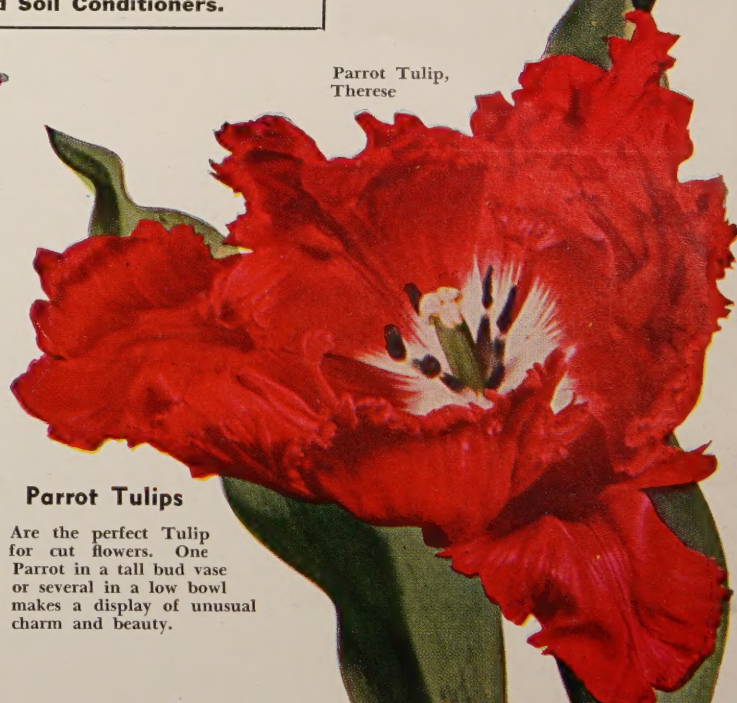 Soil Conditioners.
Parrot Tulip,
Therese
Parrot Tulips
Are the perfect Tulip
for cut flowers. One
Parrot in a tall bud vase
or several in a low bowl
makes a display of unusual
charm and beauty.